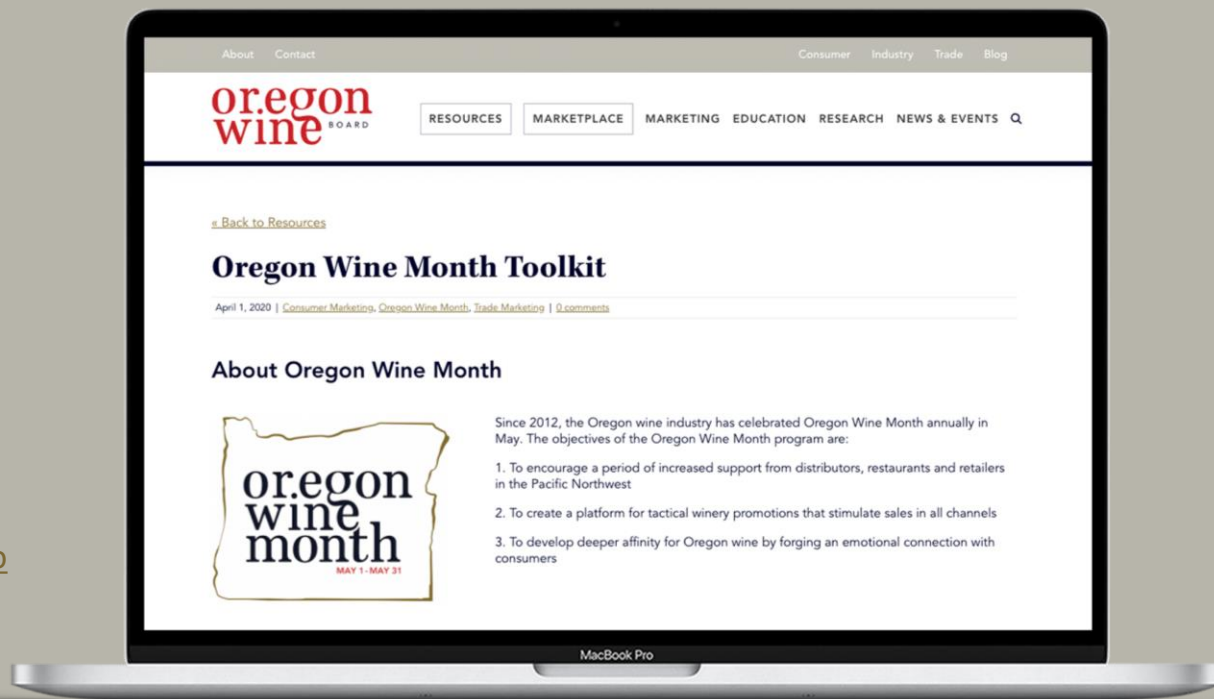 About Contact Consumer Industry Trade Blog
or.egon
wine BOARD
RESOURCES MARKETPLACE MARKETING EDUCATION RESEARCH NEWS & EVENTS
« Back to Resources
Oregon Wine Month Toolkit
April 1, 2020 | Consumer Marketing, Oregon Wine Month, Trade Marketing | 0 comments
About Oregon Wine Month
or.egon
wine
month
MAY 1 - MAY 31
Since 2012, the Oregon wine industry has celebrated Oregon Wine Month annually in
May. The objectives of the Oregon Wine Month program are:
1. To encourage a period of increased support from distributors, restaurants and retailers
in the Pacific Northwest
2. To create a platform for tactical winery promotions that stimulate sales in all channels
3. To develop deeper affinity for Oregon wine by forging an emotional connection with
consumers
MacBook Pro